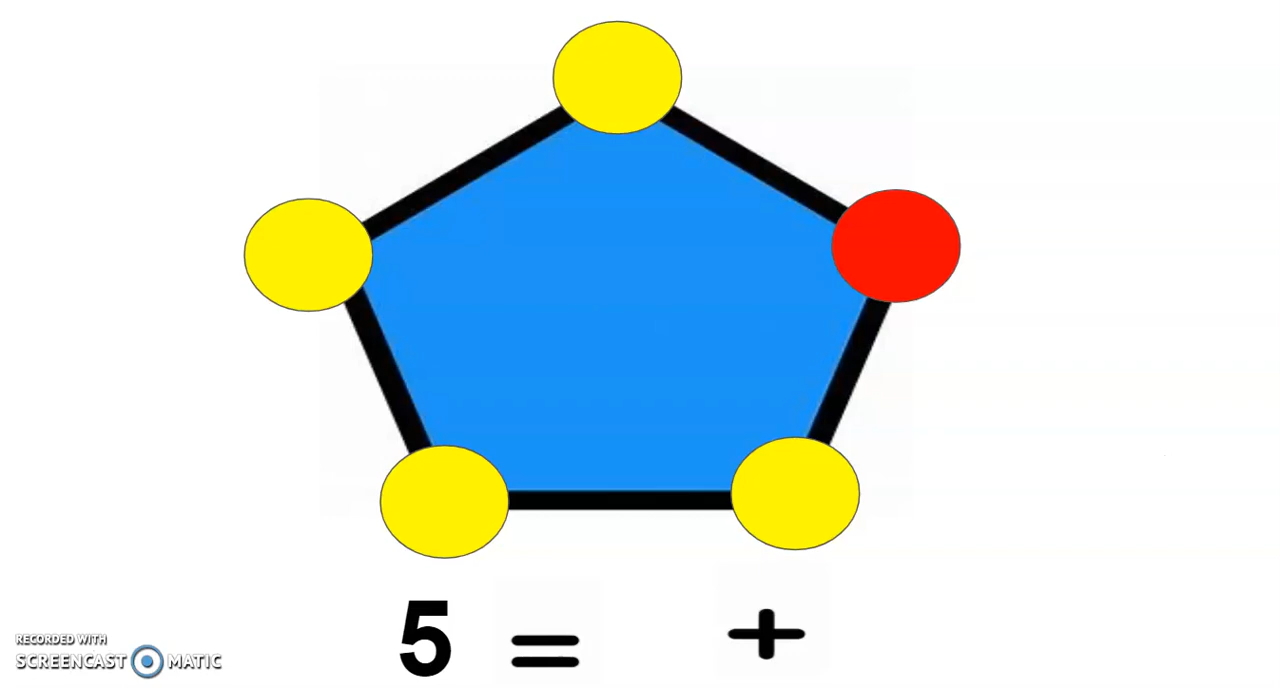 5 = +
RECORDED WITH
SCREENCAST MATIC